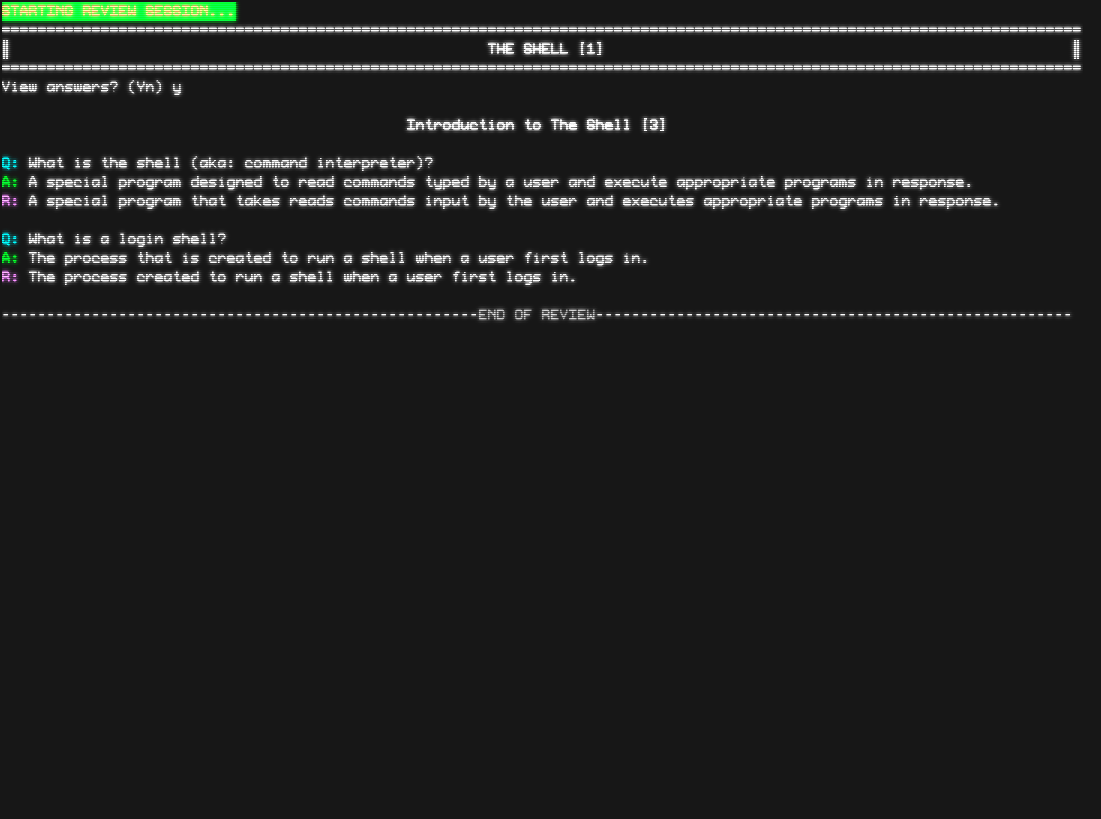 STARTING REVIEW SESSION...
================================================================================
THE SHELL [1]
================================================================================
View answers? (Yn) y
Introduction to The Shell [3]
Q: What is the shell (aka: command interpreter)?
A: A special program designed to read commands typed by a user and execute appropriate programs in response.
R: A special program that takes reads commands input by the user and executes appropriate programs in response.
Q: What is a login shell?
A: The process that is created to run a shell when a user first logs in.
R: The process created to run a shell when a user first logs in.
-----------------------------------------------------END OF REVIEW-----------------------------------------------------